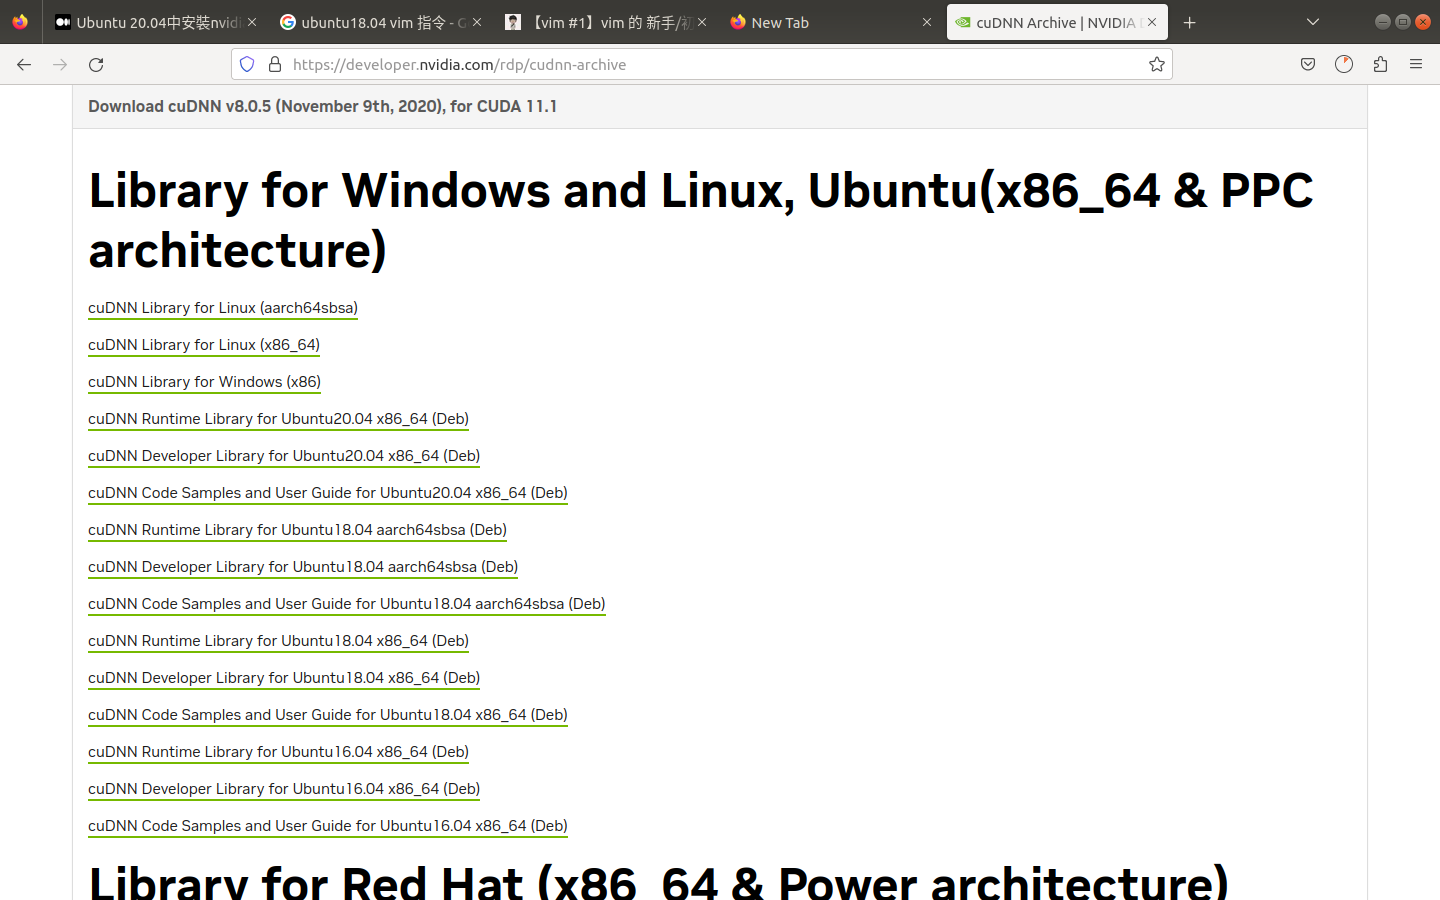 Ubuntu 20.04中安裝nvidi
ubuntu18.04 vim 指令 - G
【vim #1】vim 的 新手/初
New Tab
cuDNN Archive | NVIDIA D
https://developer.nvidia.com/rdp/cudnn-archive
Download cuDNN v8.0.5 (November 9th, 2020), for CUDA 11.1
Library for Windows and Linux, Ubuntu(x86_64 & PPC
architecture)
cuDNN Library for Linux (aarch64sbsa)
cuDNN Library for Linux (x86_64)
cuDNN Library for Windows (x86)
cuDNN Runtime Library for Ubuntu20.04 x86_64 (Deb)
cuDNN Developer Library for Ubuntu20.04 x86_64 (Deb)
cuDNN Code Samples and User Guide for Ubuntu20.04 x86_64 (Deb)
cuDNN Runtime Library for Ubuntu18.04 aarch64sbsa (Deb)
cuDNN Developer Library for Ubuntu18.04 aarch64sbsa (Deb)
cuDNN Code Samples and User Guide for Ubuntu18.04 aarch64sbsa (Deb)
cuDNN Runtime Library for Ubuntu18.04 x86_64 (Deb)
cuDNN Developer Library for Ubuntu18.04 x86_64 (Deb)
cuDNN Code Samples and User Guide for Ubuntu18.04 x86_64 (Deb)
cuDNN Runtime Library for Ubuntu16.04 x86_64 (Deb)
cuDNN Developer Library for Ubuntu16.04 x86_64 (Deb)
cuDNN Code Samples and User Guide for Ubuntu16.04 x86_64 (Deb)
Library for Red Hat (x86_64 & Power architecture)